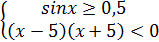 sinx ≥ 0,5
(x − 5)(x + 5) < 0